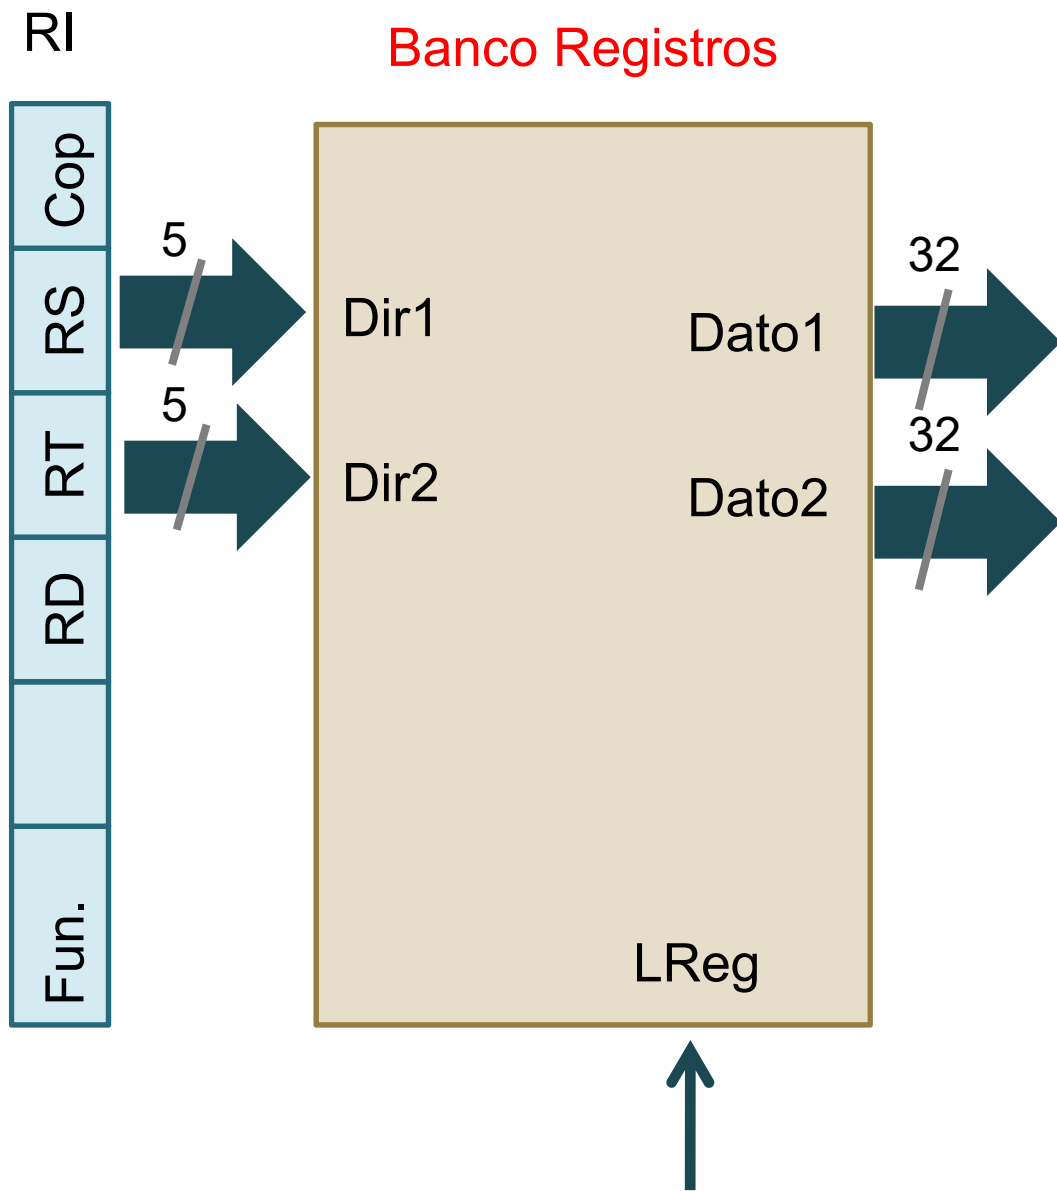 RI
Banco Registros
Cop
RS
RT
RD
Fun.
5
5
Dir1
Dir2
Dato1
Dato2
32
32
LReg